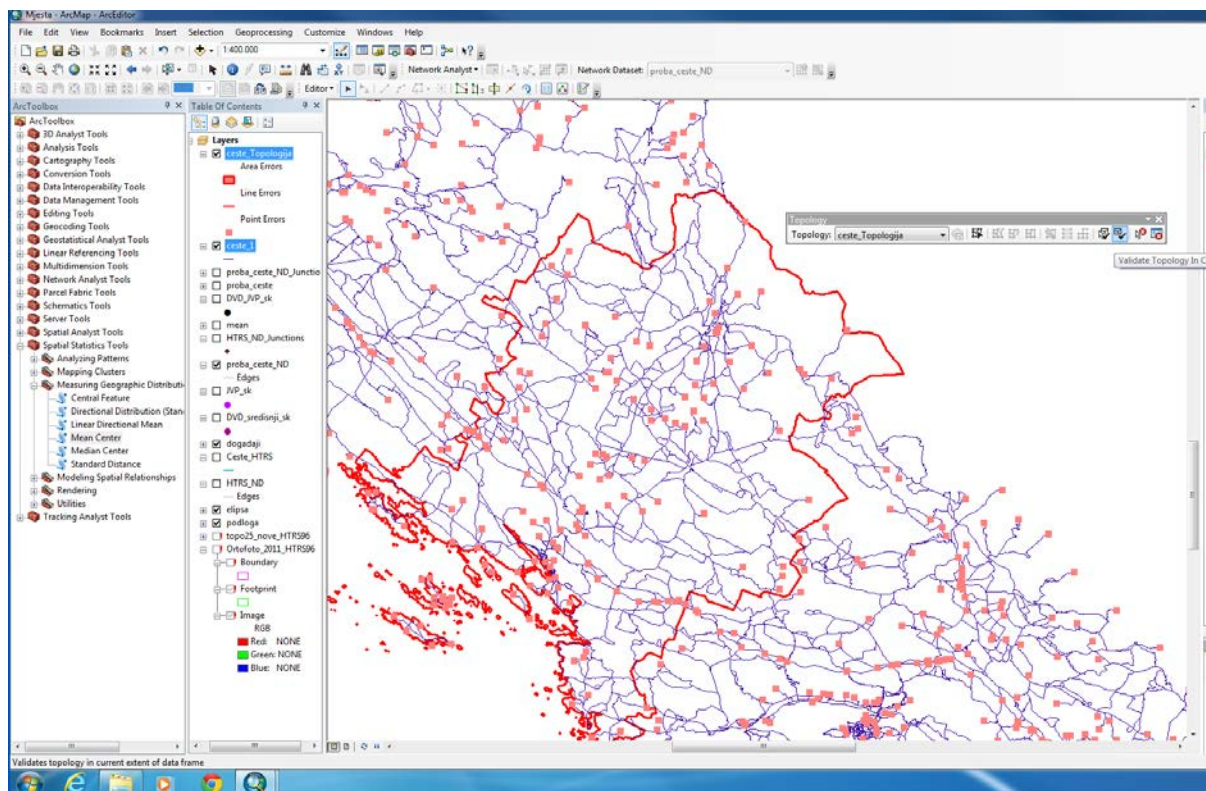 Mjesta - ArcMap - ArcEditor
File Edit View Bookmarks Insert Selection Geoprocessing Customize Windows Help
1:400.000
Network Analyst Network Dataset: proba_ceste_ND
Editor
ArcToolbox
ArcToolbox
3D Analyst Tools
Analysis Tools
Cartography Tools
Conversion Tools
Data Interoperability Tools
Data Management Tools
Editing Tools
Geocoding Tools
Geostatistical Analyst Tools
Linear Referencing Tools
Multidimension Tools
Network Analyst Tools
Parcel Fabric Tools
Schematics Tools
Server Tools
Spatial Analyst Tools
Spatial Statistics Tools
Analyzing Patterns
Mapping Clusters
Measuring Geographic Distributi
Central Feature
Directional Distribution (Stan
Linear Directional Mean
Mean Center
Median Center
Standard Distance
Modeling Spatial Relationships
Rendering
Utilities
Tracking Analyst Tools
Table Of Contents
Layers
ceste_Topologija
Area Errors
Line Errors
Point Errors
ceste_1
proba_ceste_ND_Junctio
proba_ceste
DVD_JVP_sk
mean
HTRS_ND_Junctions
proba_ceste_ND
Edges
JVP_sk
DVD_sredisnji_sk
dogadaji
Ceste_HTRS
HTRS_ND
Edges
elipsa
podloga
topo25_nove_HTRS96
Ortofoto_2011_HTRS96
Boundary
Footprint
Image
RGB
Red: NONE
Green: NONE
Blue: NONE
Topology
Topology: ceste_Topologija
Validate Topology In C
Validates topology in current extent of data frame